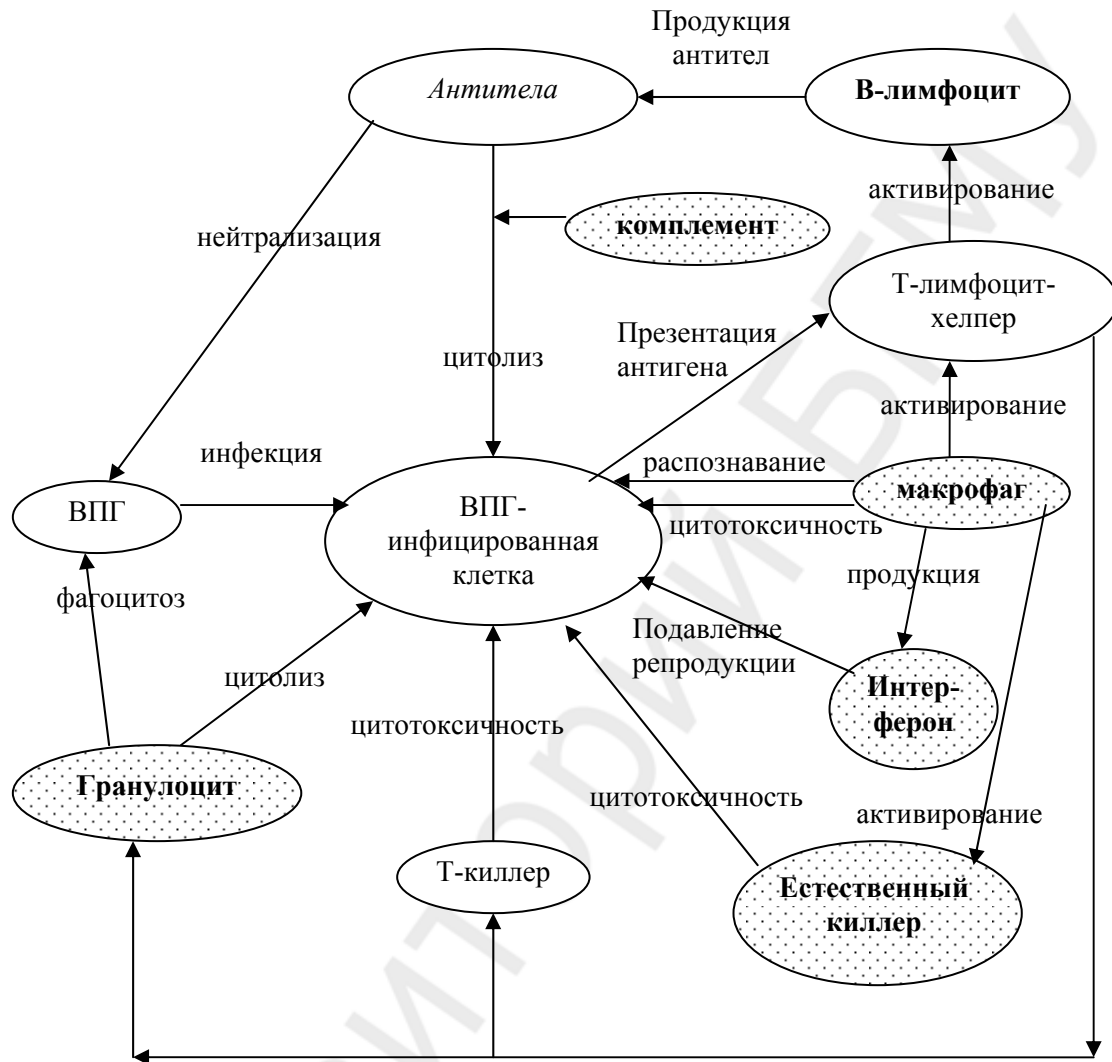 Продукция
антител
Антитела
В-лимфоцит
активирование
нейтрализация
комплемент
Т-лимфоцит-
хелпер
Презентация
антигена
цитолиз
активирование
инфекция
распознавание
макрофаг
ВПГ
ВПГ-
инфицированная
клетка
цитотоксичность
продукция
фагоцитоз
Подавление
репродукции
цитолиз
Интер-
ферон
цитотоксичность
Гранулоцит
цитотоксичность
активирование
Т-киллер
Естественный
киллер
БГМУ